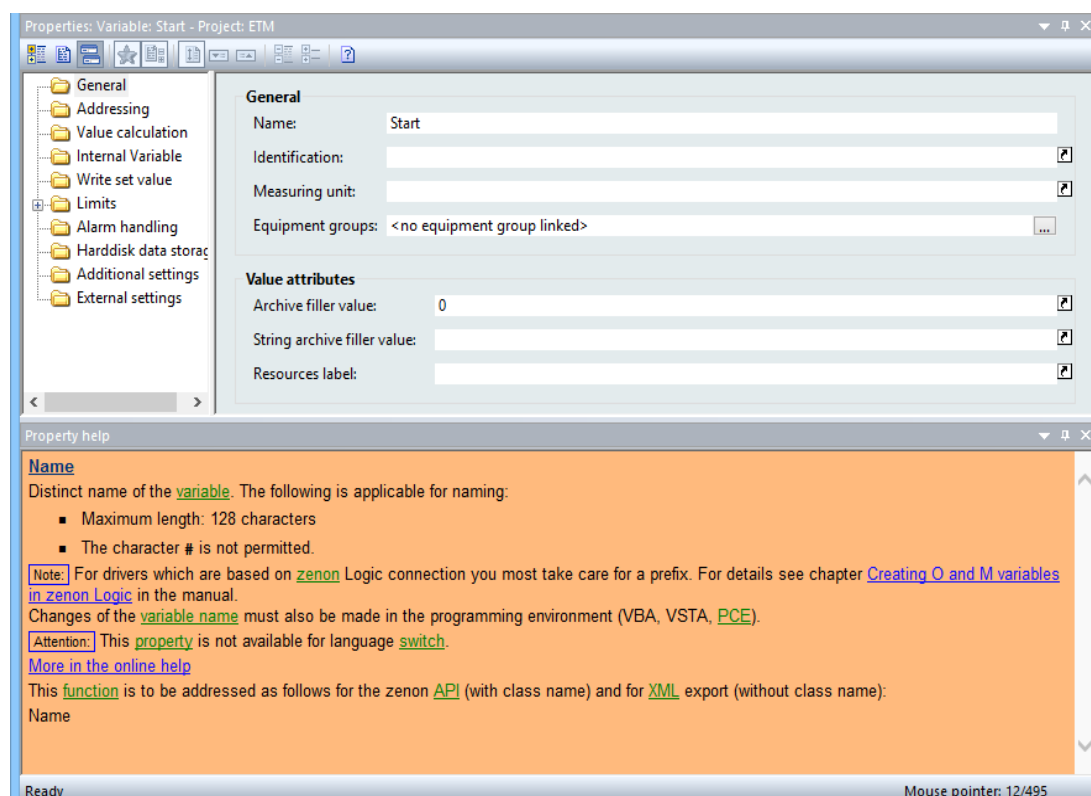 Properties: Variable: Start - Project: ETM
General
Addressing
Value calculation
Internal Variable
Write set value
Limits
Alarm handling
Harddisk data storag
Additional settings
External settings
General
Name: Start
Identification:
Measuring unit:
Equipment groups: <no equipment group linked>
...
Value attributes
Archive filler value: 0
String archive filler value:
Resources label:
Property help
Name
Distinct name of the variable. The following is applicable for naming:
■ Maximum length: 128 characters
■ The character # is not permitted.
Note: For drivers which are based on zenon Logic connection you most take care for a prefix. For details see chapter Creating O and M variables
in zenon Logic in the manual.
Changes of the variable name must also be made in the programming environment (VBA, VSTA, PCE).
Attention: This property is not available for language switch.
More in the online help
This function is to be addressed as follows for the zenon API (with class name) and for XML export (without class name):
Name
Ready Mouse pointer: 12/495